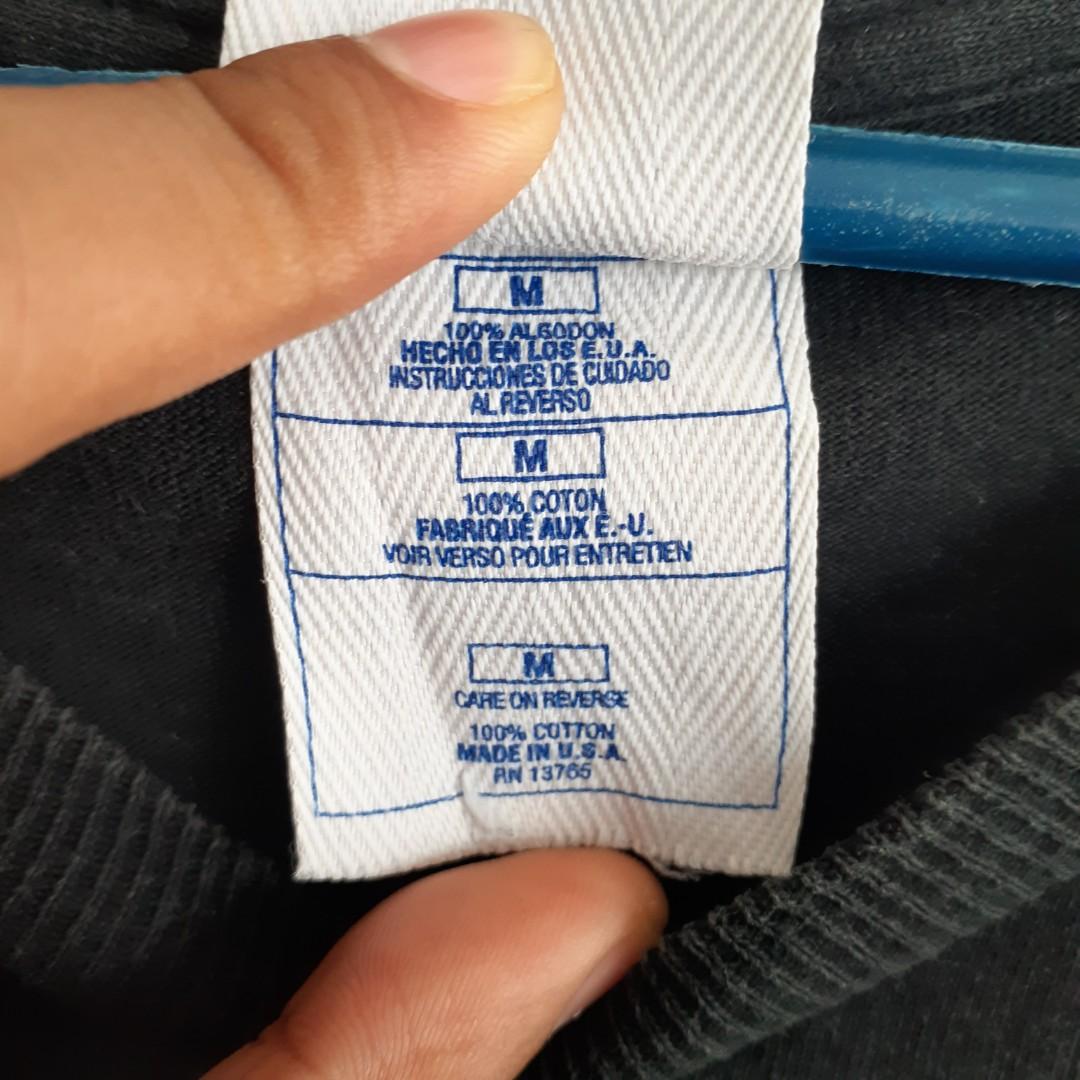 M
100% ALGODON
HECHO EN LOS E.U.A.
INSTRUCCIONES DE CUIDADO
AL REVERSO
M
100% COTON
FABRIQUÉ AUX É.-U.
VOIR VERSO POUR ENTRETIEN
M
CARE ON REVERSE
100% COTTON
MADE IN U.S.A.
RN 13765